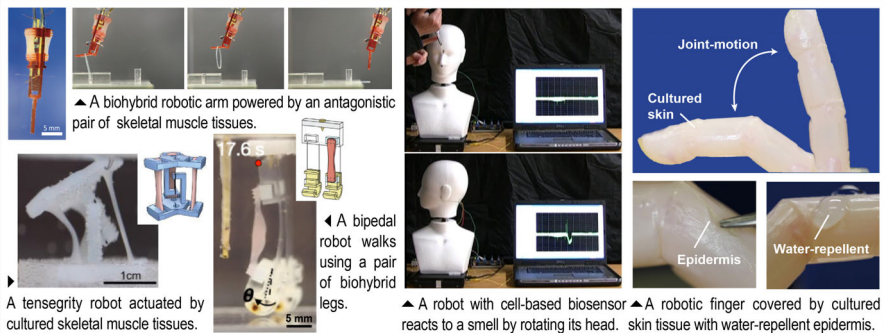 5 mm
▲ A biohybrid robotic arm powered by an antagonistic
pair of skeletal muscle tissues.
1cm
▶
A tensegrity robot actuated by
cultured skeletal muscle tissues.
17.6 s
θ
5 mm
◀ A bipedal
robot walks
using a pair
of biohybrid
legs.
▲ A robot with cell-based biosensor
reacts to a smell by rotating its head.
Joint-motion
Cultured
skin
Epidermis
Water-repellent
▲ A robotic finger covered by cultured
skin tissue with water-repellent epidermis.